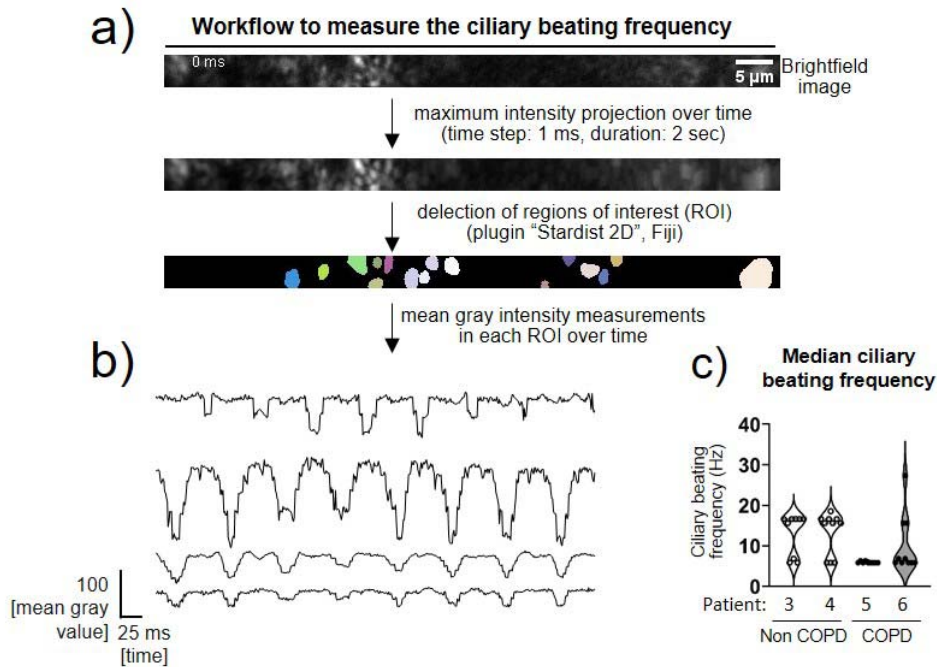 a)
Workflow to measure the ciliary beating frequency
0 ms
5 µm
Brightfield
image
maximum intensity projection over time
(time step: 1 ms, duration: 2 sec)
delection of regions of interest (ROI)
(plugin “Stardist 2D”, Fiji)
mean gray intensity measurements
in each ROI over time
b)
100
[mean gray
value]
25 ms
[time]
c)
Median ciliary
beating frequency
Ciliary beating
frequency (Hz)
40
30
20
10
0
Patient: 3 4 5 6
Non COPD COPD